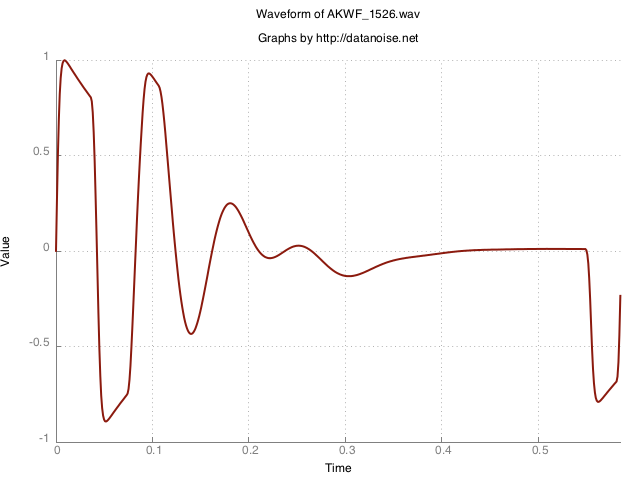 Waveform of AKWF_1526.wav
Graphs by http://datanoise.net
1
0.5
0
-0.5
-1
Value
0 0.1 0.2 0.3 0.4 0.5
Time